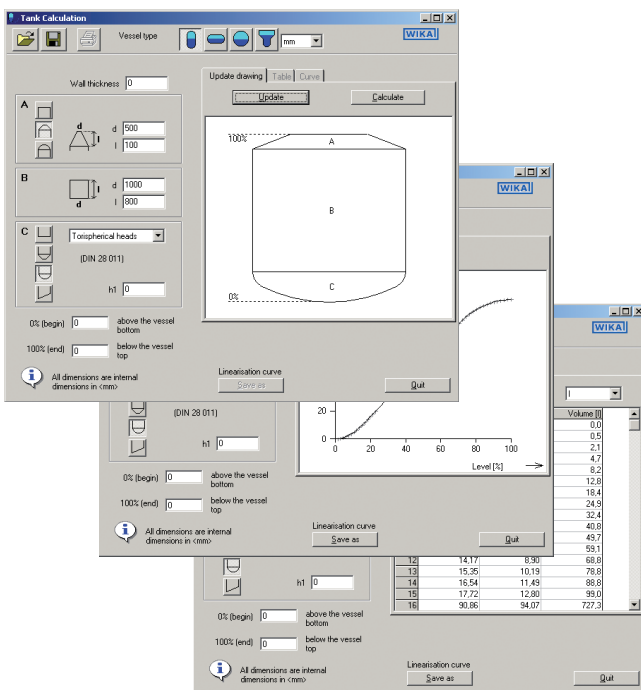 Tank Calculation
Vessel type
mm
WIKA
Wall thickness 0
Update drawing Table Curve
Update Calculate
A
d
l
d 500
l 100
B
d
l
d 1000
l 800
C
Torispherical heads
(DIN 28 011)
h1 0
100%
A
B
C
0%
0% (begin) 0 above the vessel
bottom
100% (end) 0 below the vessel
top
All dimensions are internal
dimensions in <mm>
Linearisation curve
Save as
Quit
WIKA
20
0
0 20 40 60 80 100
Level [%]
(DIN 28 011)
h1 0
0% (begin) 0 above the vessel
bottom
100% (end) 0 below the vessel
top
All dimensions are internal
dimensions in <mm>
Linearisation curve
Save as
Quit
WIKA
l
Volume [l]
0,0
0,5
2,1
4,7
8,2
12,8
18,4
24,9
32,4
40,8
49,7
59,1
12 14,17 8,90 68,8
13 15,35 10,19 78,8
14 16,54 11,49 88,8
15 17,72 12,80 99,0
16 90,86 94,07 727,3
h1 0
0% (begin) 0 above the vessel
bottom
100% (end) 0 below the vessel
top
All dimensions are internal
dimensions in <mm>
Linearisation curve
Save as
Quit